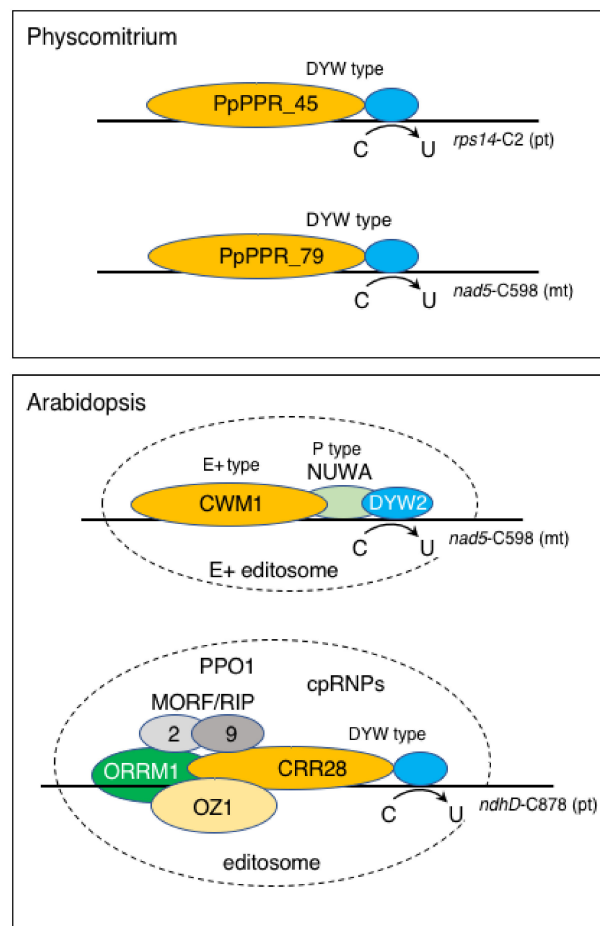 Physcomitrium
DYW type
PpPPR_45
C U
rps14-C2 (pt)
DYW type
PpPPR_79
C U
nad5-C598 (mt)
Arabidopsis
P type
E+ type
NUWA
CWM1
DYW2
C U
nad5-C598 (mt)
E+ editosome
PPO1
cpRNPs
MORF/RIP
2 9
DYW type
ORRM1
CRR28
OZ1
C U
ndhD-C878 (pt)
editosome